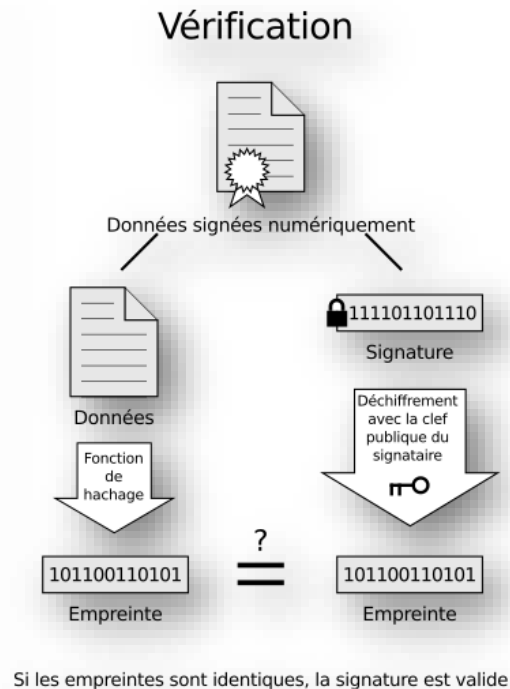 Vérification
Données signées numériquement
Données
Fonction
de
hachage
101100110101
Empreinte
?
=
111101101110
Signature
Déchiffrement
avec la clef
publique du
signataire
101100110101
Empreinte
Si les empreintes sont identiques, la signature est valide